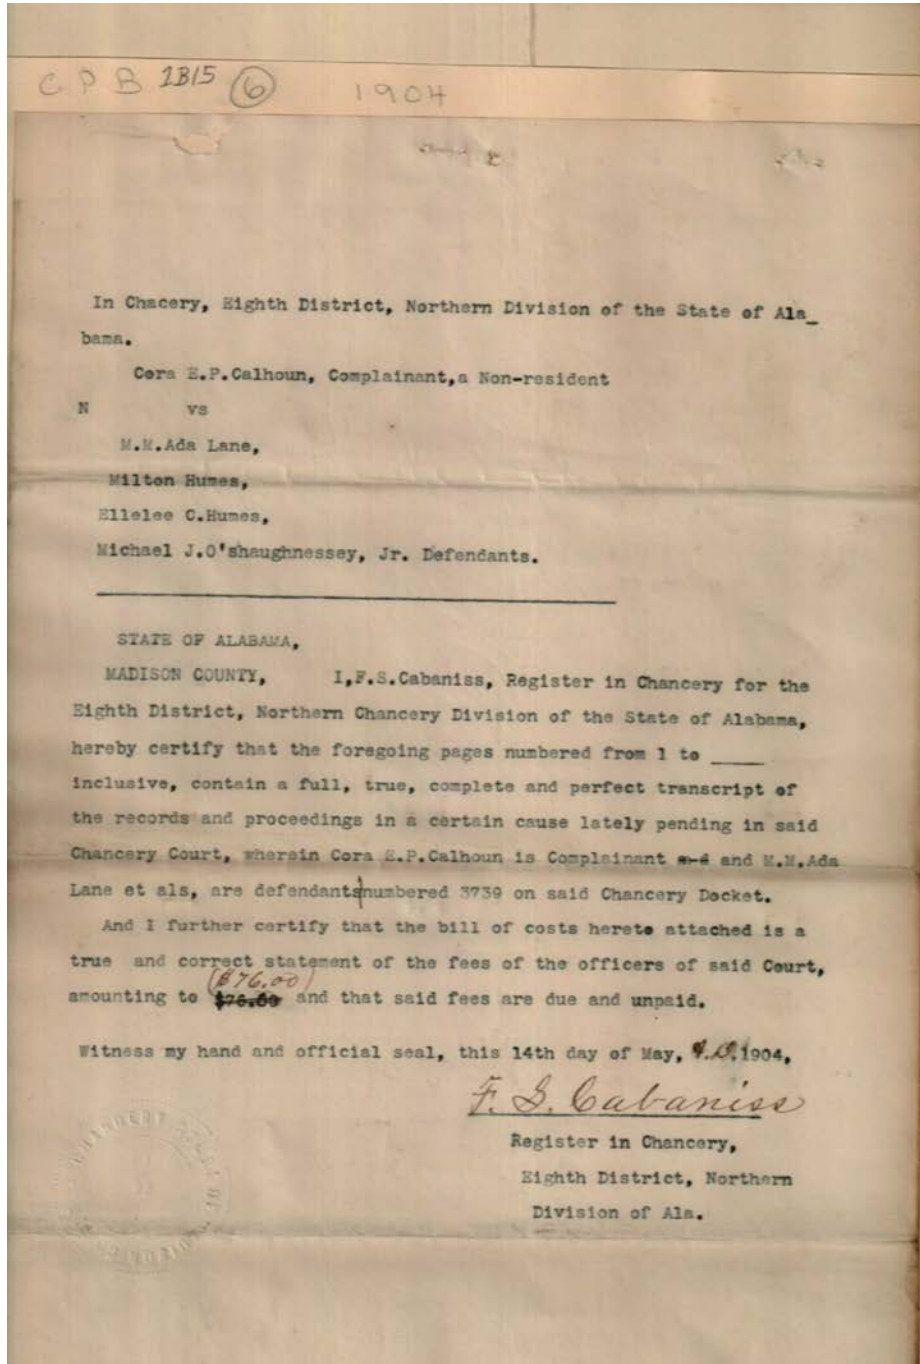 C P B 1B15 6 1904
In Chacery, Eighth District, Northern Division of the State of Ala_
bama.
Cora E.P.Calhoun, Complainant,a Non-resident
N vs
M.M.Ada Lane,
Milton Humes,
Ellelee C.Humes,
Michael J.O'shaughnessey, Jr. Defendants.
STATE OF ALABAMA,
MADISON COUNTY, I,F.S.Cabaniss, Register in Chancery for the
Eighth District, Northern Chancery Division of the State of Alabama,
hereby certify that the foregoing pages numbered from 1 to ____
inclusive, contain a full, true, complete and perfect transcript of
the records and proceedings in a certain cause lately pending in said
Chancery Court, wherein Cora E.P.Calhoun is Complainant and M.M.Ada
Lane et als, are defendants numbered 3739 on said Chancery Docket.
And I further certify that the bill of costs hereto attached is a
true and correct statement of the fees of the officers of said Court,
($76.00)
amounting to $76.60 and that said fees are due and unpaid.
Witness my hand and official seal, this 14th day of May, A.D. 1904,
F. S. Cabaniss
Register in Chancery,
Eighth District, Northern
Division of Ala.